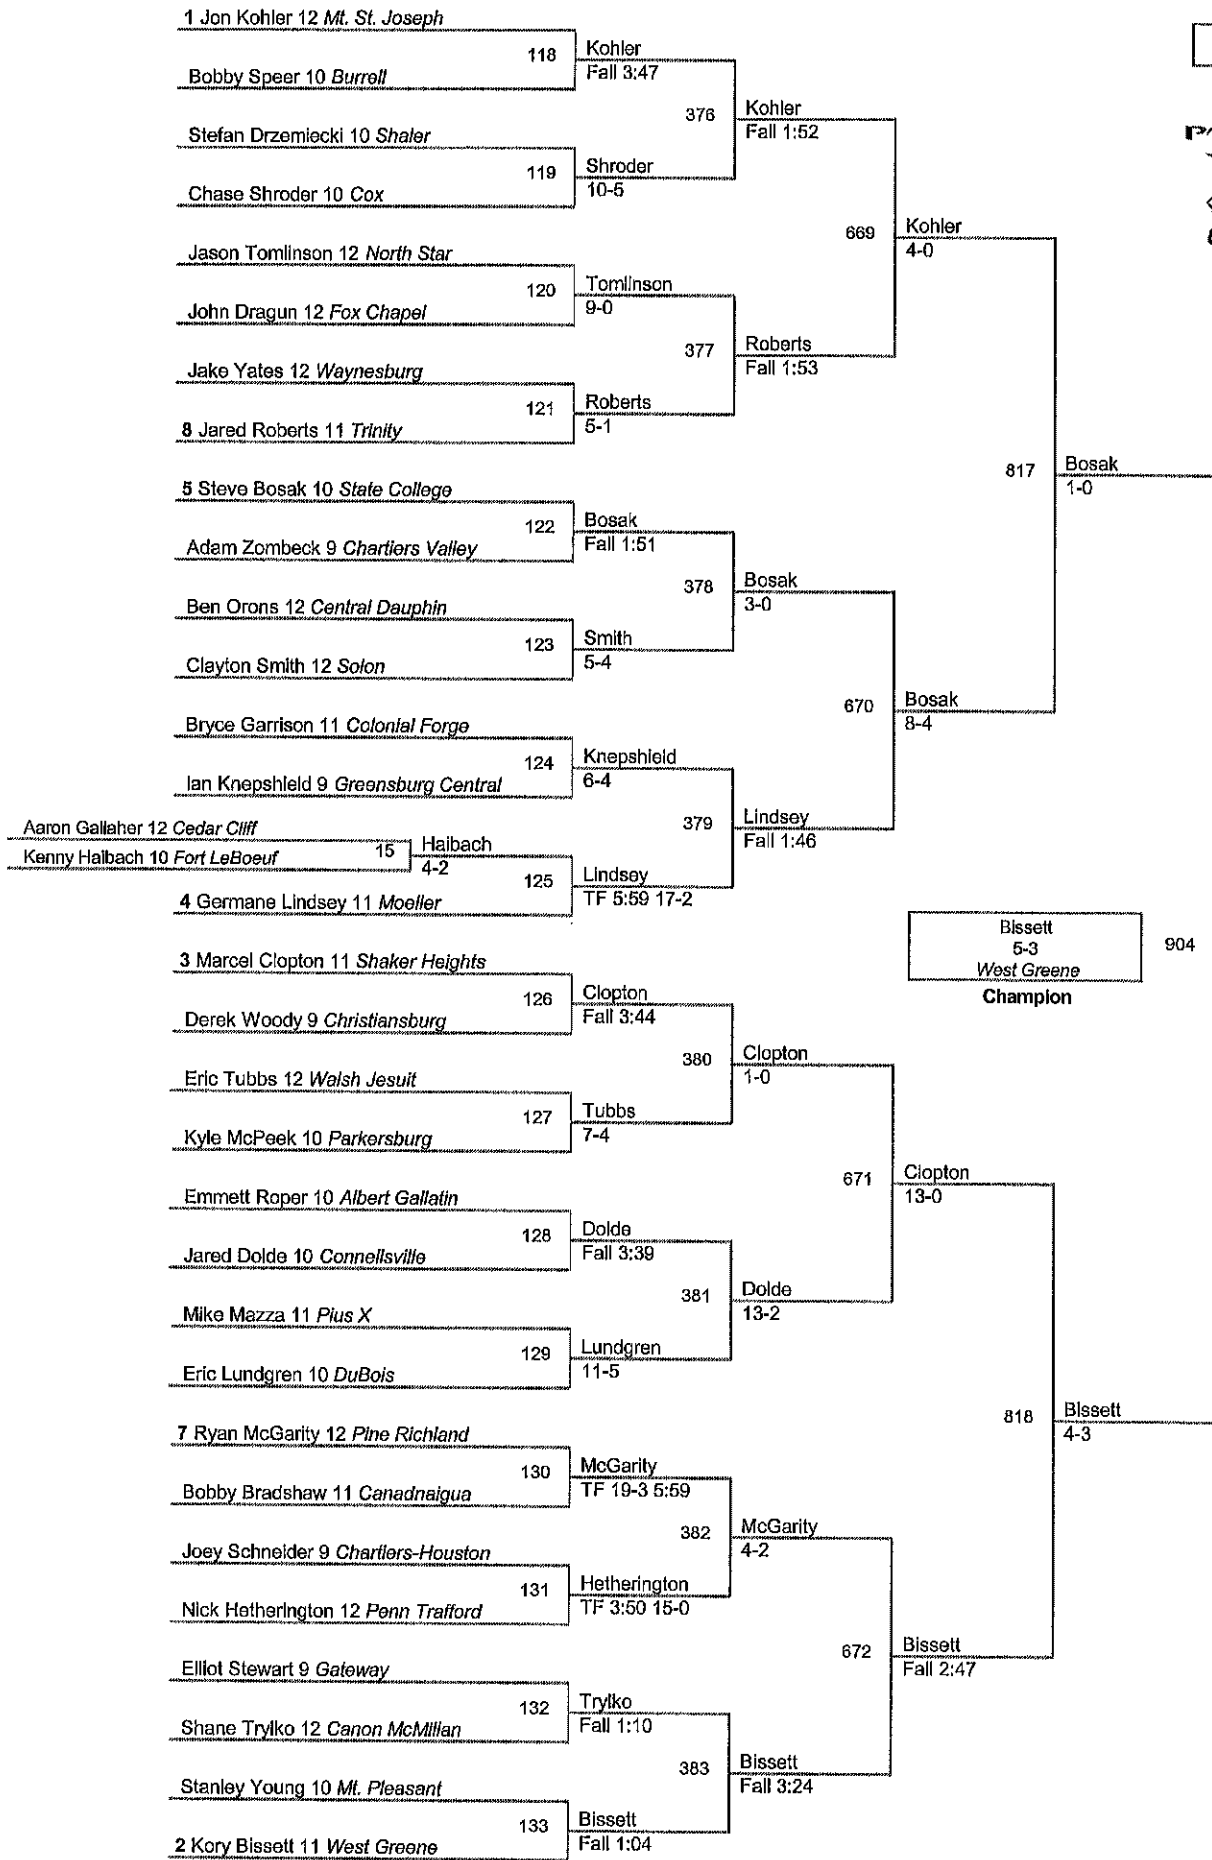 1 Jon Kohler 12 Mt. St. Joseph
118
Kohler
Fall 3:47
Bobby Speer 10 Burrell
376
Kohler
Fall 1:52
Stefan Drzemiecki 10 Shaler
119
Shroder
10-5
Chase Shroder 10 Cox
669
Kohler
4-0
Jason Tomlinson 12 North Star
120
Tomlinson
9-0
John Dragun 12 Fox Chapel
377
Roberts
Fall 1:53
Jake Yates 12 Waynesburg
121
Roberts
5-1
8 Jared Roberts 11 Trinity
817
Bosak
1-0
5 Steve Bosak 10 State College
122
Bosak
Fall 1:51
Adam Zombeck 9 Chartiers Valley
378
Bosak
3-0
Ben Orons 12 Central Dauphin
123
Smith
5-4
Clayton Smith 12 Solon
670
Bosak
8-4
Bryce Garrison 11 Colonial Forge
124
Knepshield
6-4
Ian Knepshield 9 Greensburg Central
379
Lindsey
Fall 1:46
Aaron Gallaher 12 Cedar Cliff
15
Haibach
4-2
Kenny Haibach 10 Fort LeBoeuf
125
Lindsey
TF 5:59 17-2
4 Germane Lindsey 11 Moeller
Bissett
5-3
West Greene
904
Champion
3 Marcel Clopton 11 Shaker Heights
126
Clopton
Fall 3:44
Derek Woody 9 Christiansburg
380
Clopton
1-0
Eric Tubbs 12 Walsh Jesuit
127
Tubbs
7-4
Kyle McPeek 10 Parkersburg
671
Clopton
13-0
Emmett Roper 10 Albert Gallatin
128
Dolde
Fall 3:39
Jared Dolde 10 Connellsville
381
Dolde
13-2
Mike Mazza 11 Pius X
129
Lundgren
11-5
Eric Lundgren 10 DuBois
818
Bissett
4-3
7 Ryan McGarity 12 Pine Richland
130
McGarity
TF 19-3 5:59
Bobby Bradshaw 11 Canadnaigua
382
McGarity
4-2
Joey Schneider 9 Chartiers-Houston
131
Hetherington
TF 3:50 15-0
Nick Hetherington 12 Penn Trafford
672
Bissett
Fall 2:47
Elliot Stewart 9 Gateway
132
Trylko
Fall 1:10
Shane Trylko 12 Canon McMillan
383
Bissett
Fall 3:24
Stanley Young 10 Mt. Pleasant
133
Bissett
Fall 1:04
2 Kory Bissett 11 West Greene